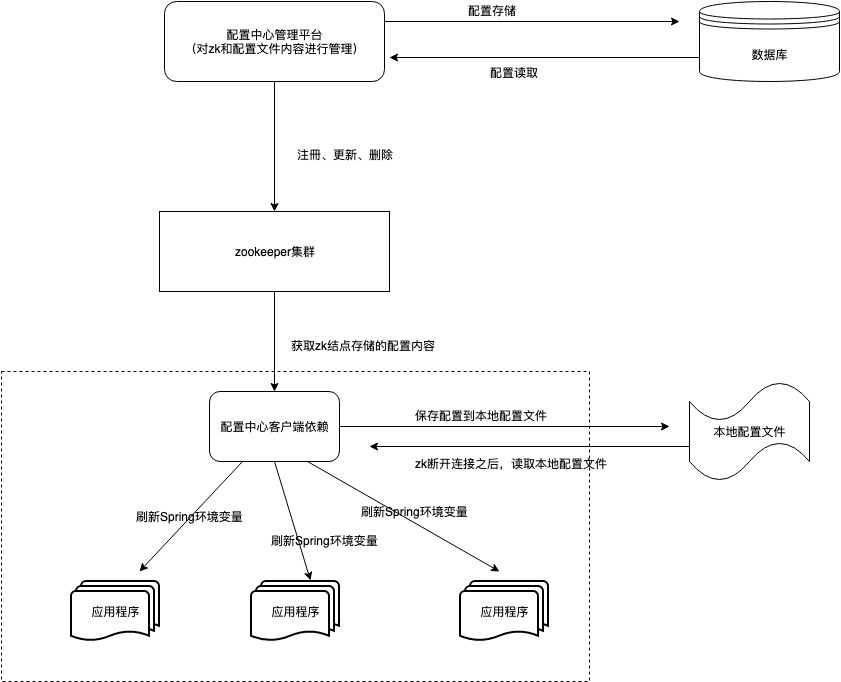 配置中心管理平台
（对zk和配置文件内容进行管理）
配置存储
数据库
配置读取
注冊、更新、删除
zookeeper集群
获取zk结点存储的配置内容
配置中心客户端依赖
保存配置到本地配置文件
本地配置文件
zk断开连接之后，读取本地配置文件
刷新Spring环境变量
刷新Spring环境变量
刷新Spring环境变量
应用程序
应用程序
应用程序